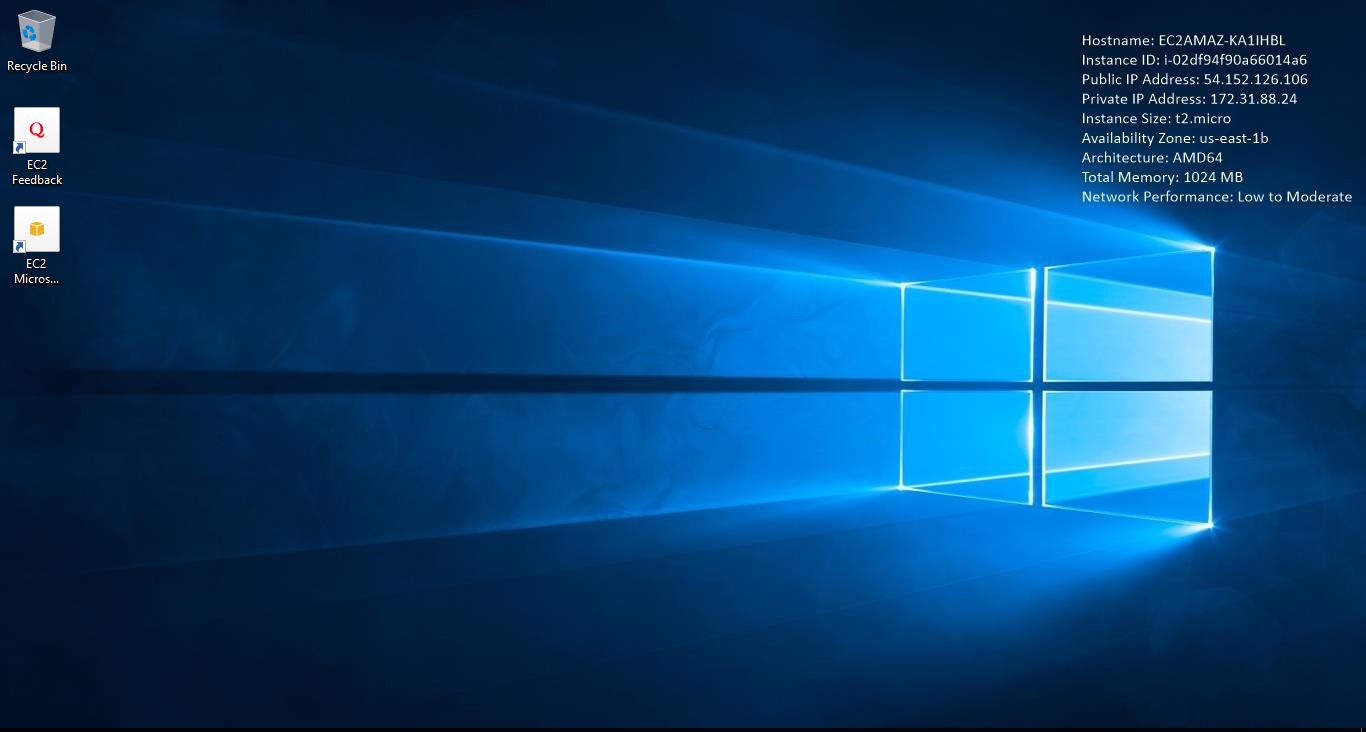 Recycle Bin
Q
EC2
Feedback
EC2
Micros...
Hostname: EC2AMAZ-KA1IHBL
Instance ID: i-02df94f90a66014a6
Public IP Address: 54.152.126.106
Private IP Address: 172.31.88.24
Instance Size: t2.micro
Availability Zone: us-east-1b
Architecture: AMD64
Total Memory: 1024 MB
Network Performance: Low to Moderate